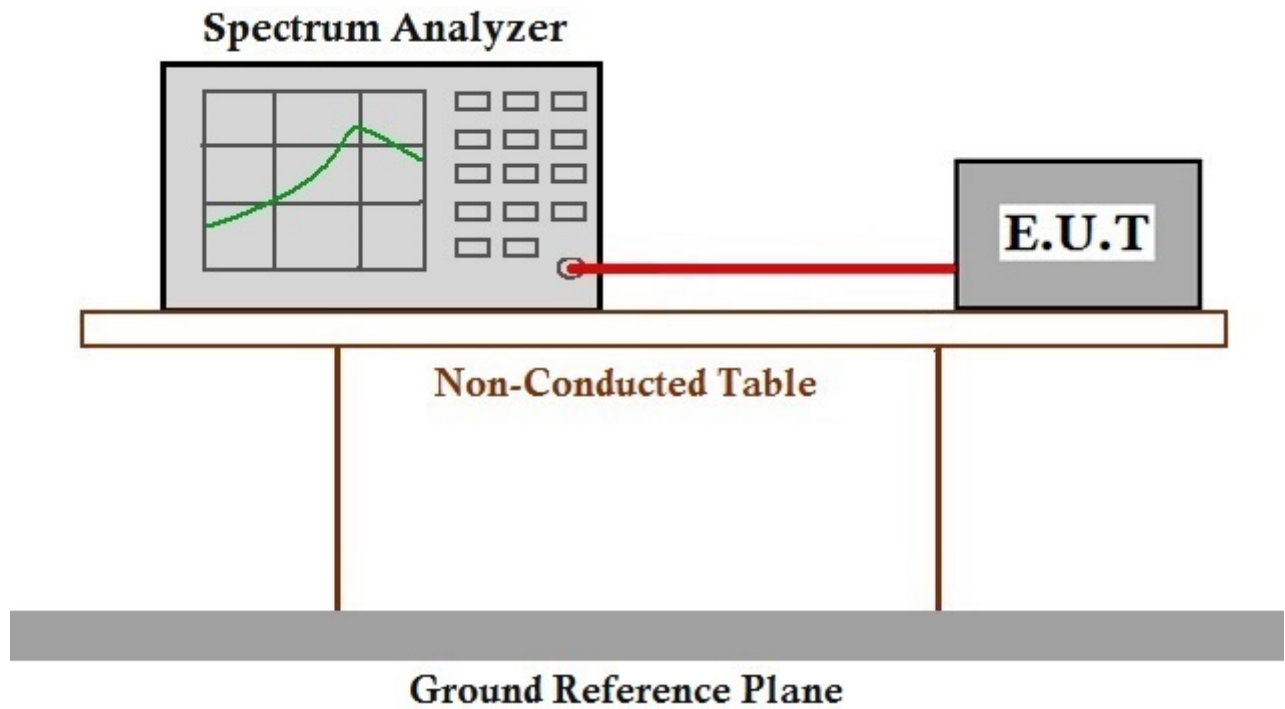 Spectrum Analyzer
E.U.T
Non-Conducted Table
Ground Reference Plane